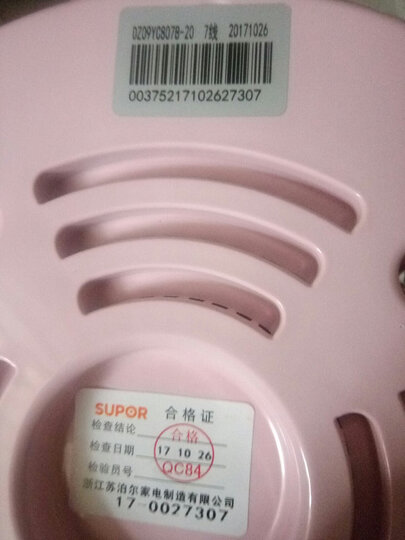 DZ09YC807B-20 7线 20171026
00375217102627307
SUPOR 合格证
检查结论 合格
检查日期 17 10 26
检验员号 QC84
浙江苏泊尔家电制造有限公司
17-0027307